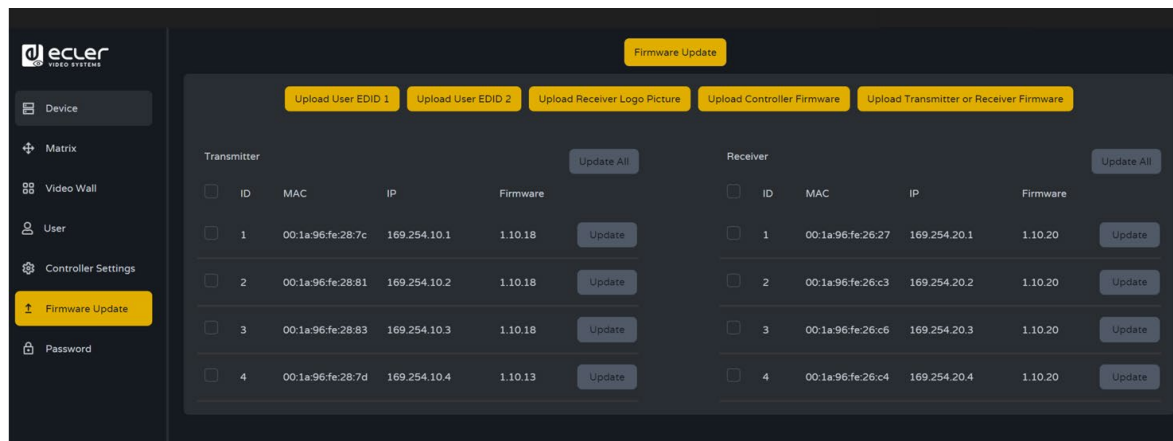 ecler
VIDEO SYSTEMS
Device
Matrix
Video Wall
User
Controller Settings
Firmware Update
Password
Firmware Update
Upload User EDID 1 Upload User EDID 2 Upload Receiver Logo Picture Upload Controller Firmware Upload Transmitter or Receiver Firmware
Transmitter Update All
ID MAC IP Firmware
1 00:1a:96:fe:28:7c 169.254.10.1 1.10.18 Update
2 00:1a:96:fe:28:81 169.254.10.2 1.10.18 Update
3 00:1a:96:fe:28:83 169.254.10.3 1.10.18 Update
4 00:1a:96:fe:28:7d 169.254.10.4 1.10.13 Update
Receiver Update All
ID MAC IP Firmware
1 00:1a:96:fe:26:27 169.254.20.1 1.10.20 Update
2 00:1a:96:fe:26:c3 169.254.20.2 1.10.20 Update
3 00:1a:96:fe:26:c6 169.254.20.3 1.10.20 Update
4 00:1a:96:fe:26:c4 169.254.20.4 1.10.20 Update